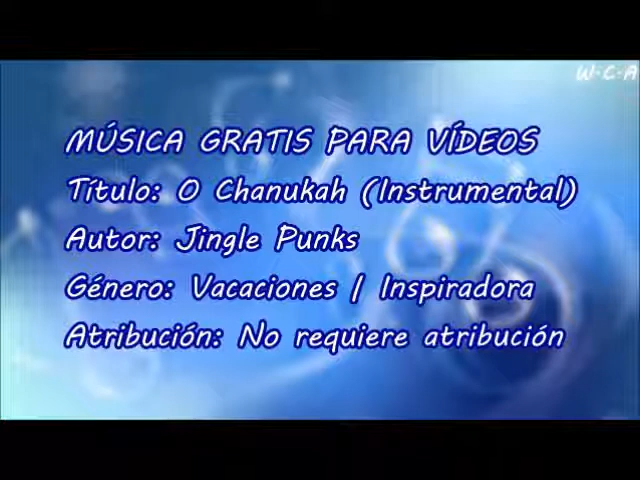 W-C-A
MÚSICA GRATIS PARA VÍDEOS
Título: O Chanukah (Instrumental)
Autor: Jingle Punks
Género: Vacaciones | Inspiradora
Atribución: No requiere atribución